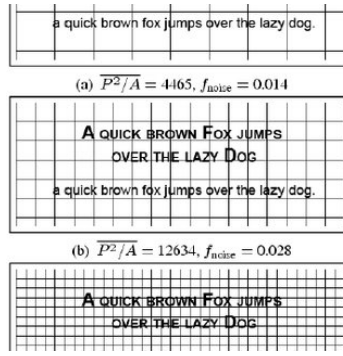 a quick brown fox jumps over the lazy dog.
(a) P²/A = 4465, fnoise = 0.014
A QUICK BROWN FOX JUMPS
OVER THE LAZY DOG
a quick brown fox jumps over the lazy dog.
(b) P²/A = 12634, fnoise = 0.028
A QUICK BROWN FOX JUMPS
OVER THE LAZY DOG